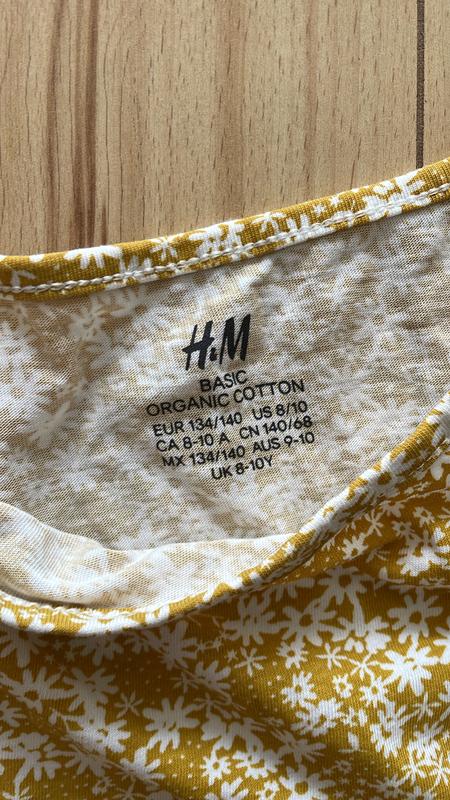 H&M
BASIC
ORGANIC COTTON
EUR 134/140 US 8/10
CA 8-10 A CN 140/68
MX 134/140 AUS 9-10
UK 8-10Y